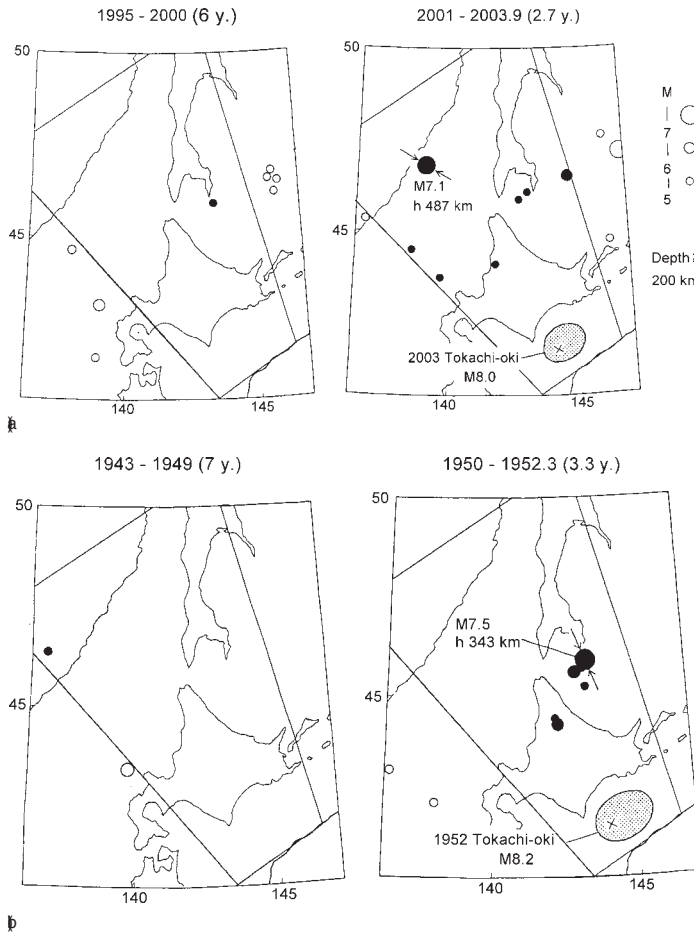 1995 - 2000 (6 y.)
2001 - 2003.9 (2.7 y.)
50
45
140
145
50
45
140
145
M7.1
h 487 km
2003 Tokachi-oki
M8.0
M
7
6
5
Depth ≥
200 km
a
1943 - 1949 (7 y.)
1950 - 1952.3 (3.3 y.)
50
45
140
145
50
45
140
145
M7.5
h 343 km
1952 Tokachi-oki
M8.2
b